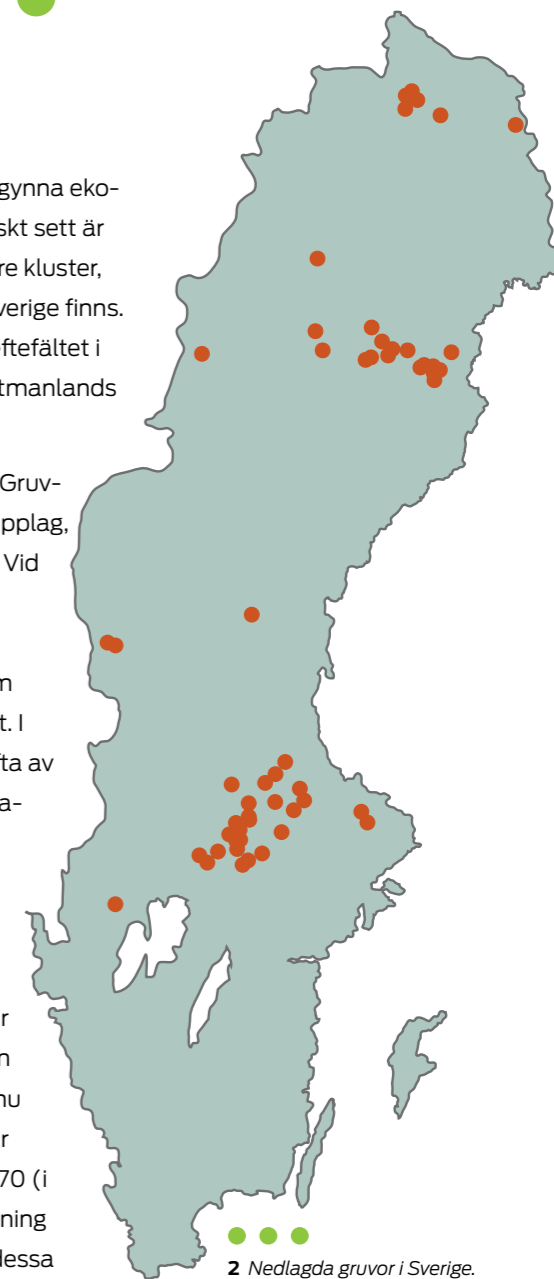 gynna eko-
skt sett är
re kluster,
verige finns.
eftefältet i
tmanlands
Gruv-
pplag,
Vid
m
t. I
fta av
a-
r
n
nu
r
70 (i
ning
dessa
2 Nedlagda gruvor i Sverige.